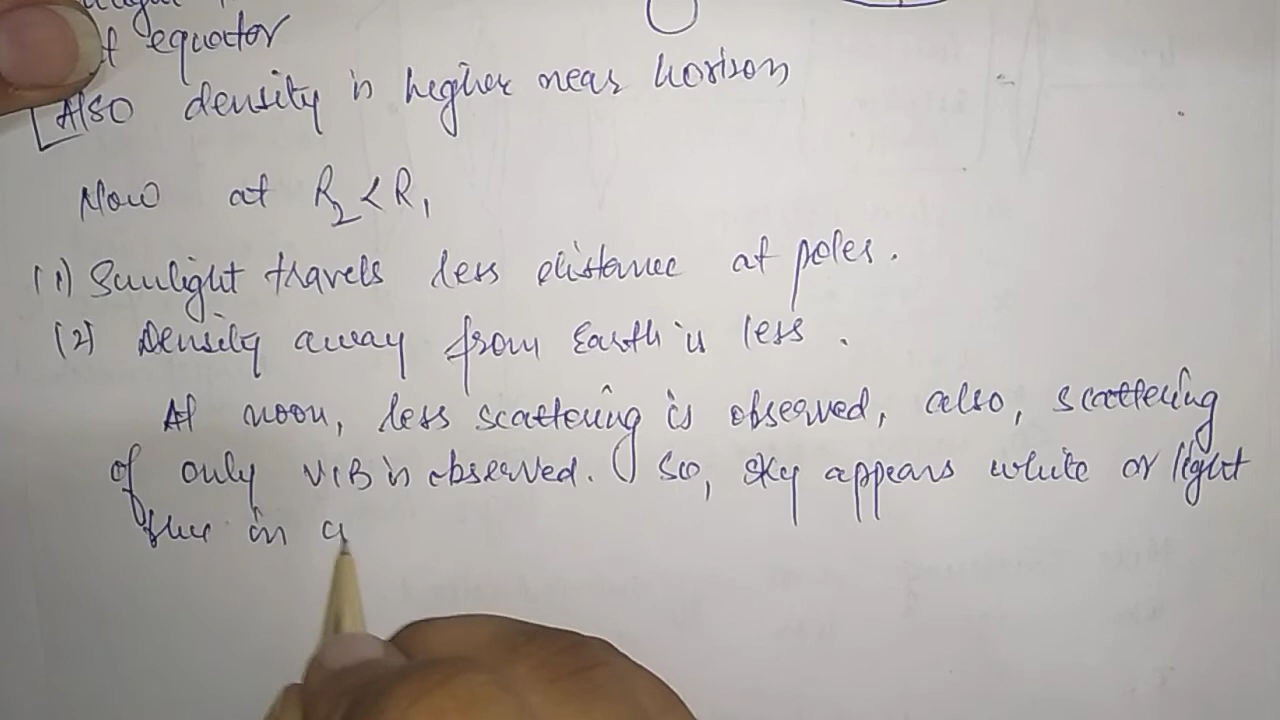 of equator
Also density is higher near horison
Now at R₂ < R₁
(1) Sunlight travels less distance at poles.
(2) Density away from Earth is less.
At noon, less scattering is observed, also, scattering
of only VIB is observed. So, sky appears white or light
blue in a